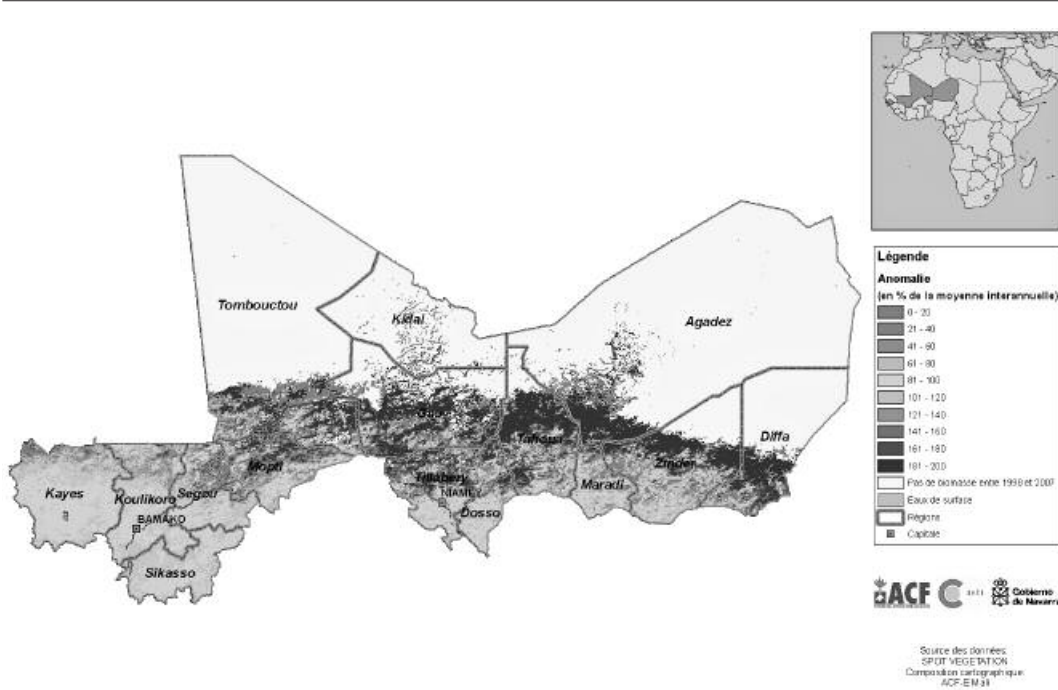 Tombouctou
Kidal
Agadez
Gao
Tahoua
Diffa
Zinder
Maradi
Mopti
Tillabery
NIAMEY
Dosso
Kayes
Koulikoro
Segou
BAMAKO
Sikasso
Légende
Anomalie
(en % de la moyenne interannuelle)
0 - 20
21 - 40
41 - 60
61 - 80
81 - 100
101 - 120
121 - 140
141 - 160
161 - 180
181 - 200
Pas de biomasse entre 1998 et 2007
Eaux de surface
Régions
Capitale
ACF
Gobierno
de Navarra
Source des données:
SPOT VEGETATION
Composition cartographique: